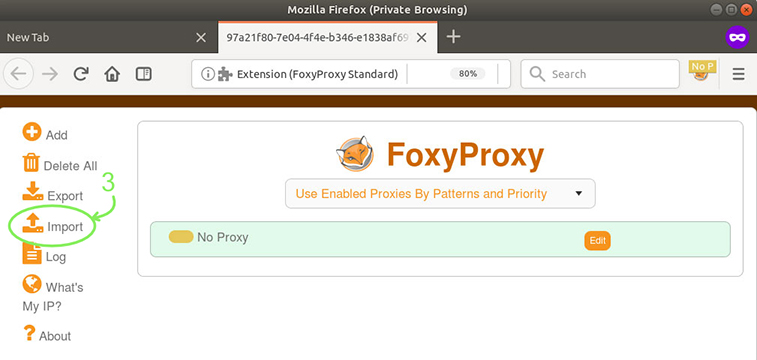 Mozilla Firefox (Private Browsing)
New Tab
97a21f80-7e04-4f4e-b346-e1838af69
Extension (FoxyProxy Standard)
80%
Search
No P
Add
Delete All
Export
3
Import
Log
What's
My IP?
About
FoxyProxy
Use Enabled Proxies By Patterns and Priority
No Proxy
Edit